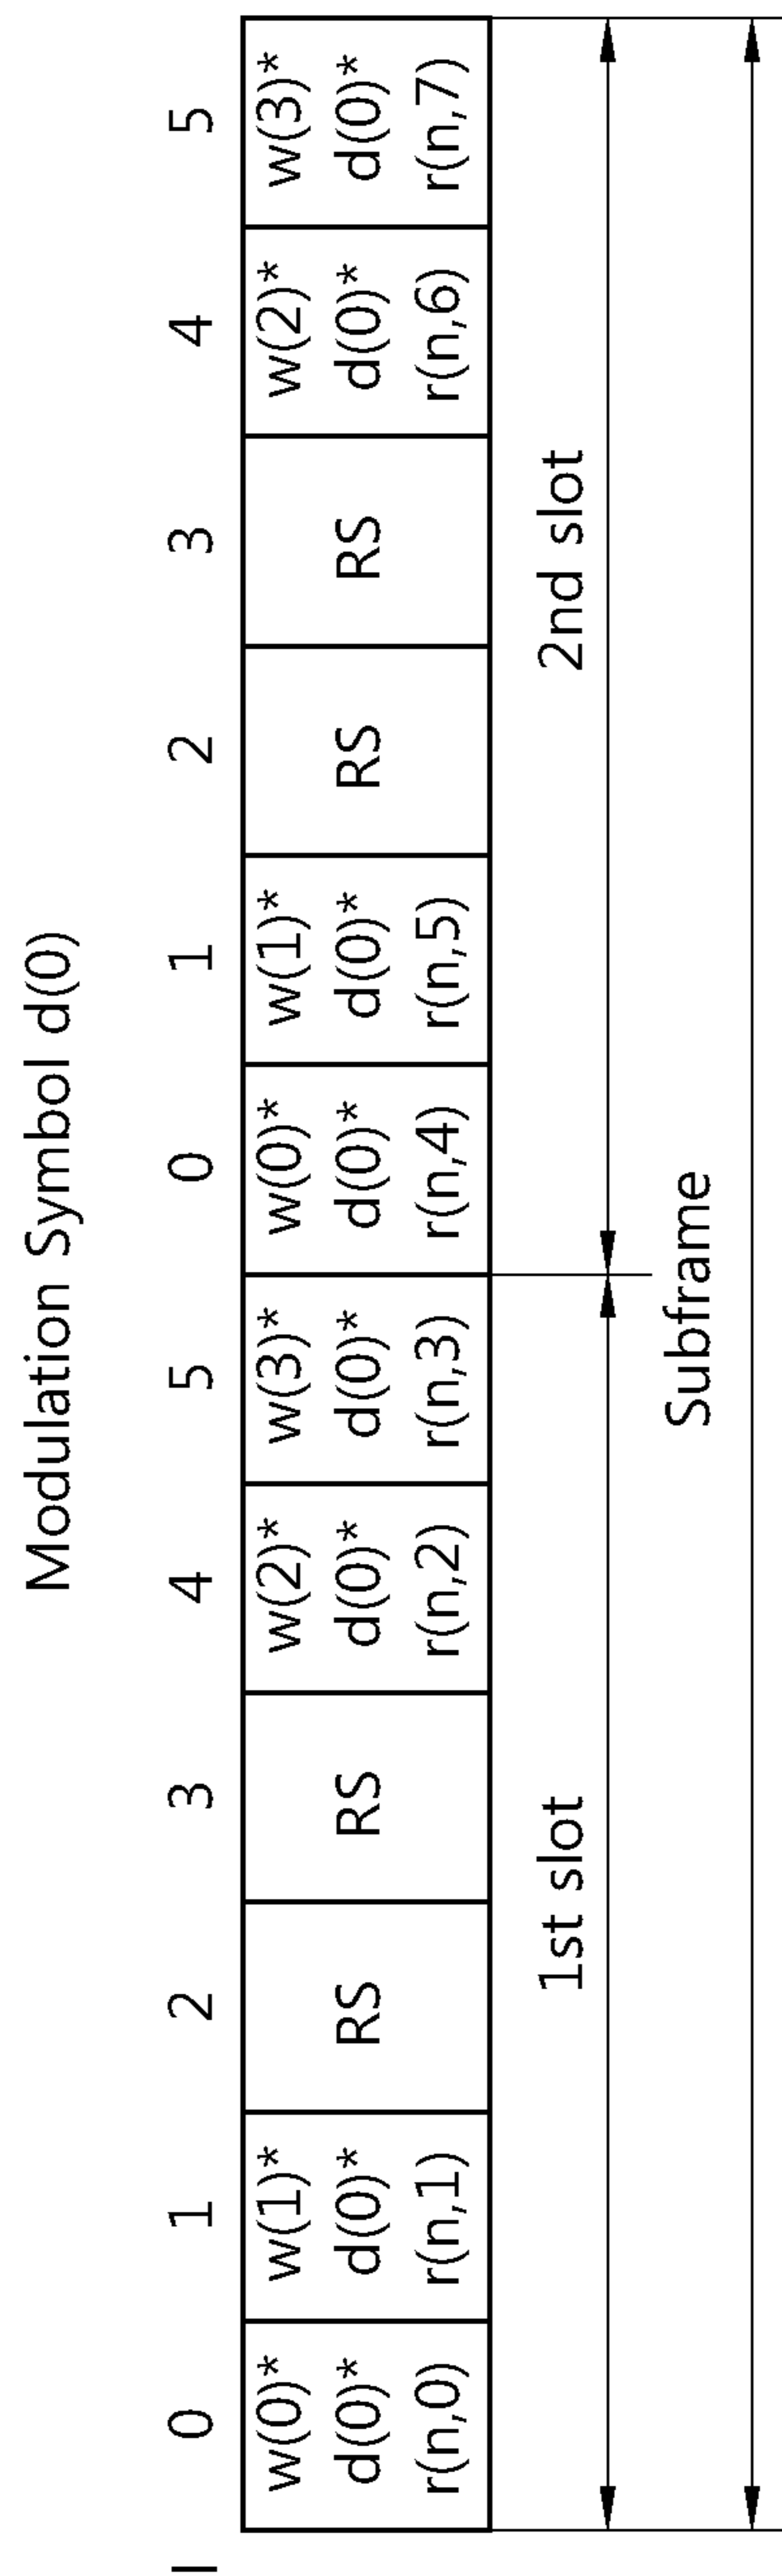 Modulation Symbol d(0)
l 0 1 2 3 4 5 0 1 2 3 4 5
w(0)* w(1)* RS RS w(2)* w(3)* w(0)* w(1)* RS RS w(2)* w(3)*
d(0)* d(0)* d(0)* d(0)* d(0)* d(0)* d(0)* d(0)*
r(n,0) r(n,1) r(n,2) r(n,3) r(n,4) r(n,5) r(n,6) r(n,7)
1st slot 2nd slot
Subframe